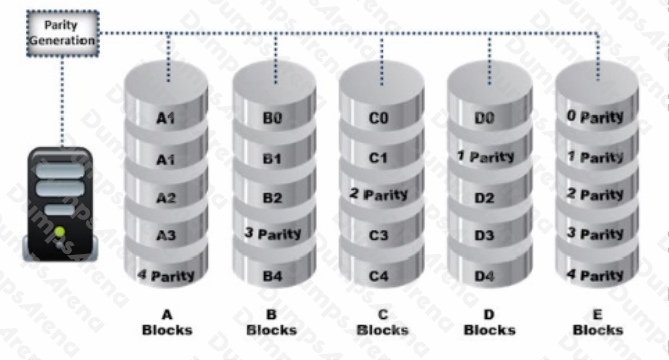 Parity
Generation
A1 B0 C0 D0 0 Parity
A1 B1 C1 1 Parity 1 Parity
A2 B2 2 Parity D2 2 Parity
A3 3 Parity C3 D3 3 Parity
4 Parity B4 C4 D4 4 Parity
A B C D E
Blocks Blocks Blocks Blocks Blocks
DumpsArena